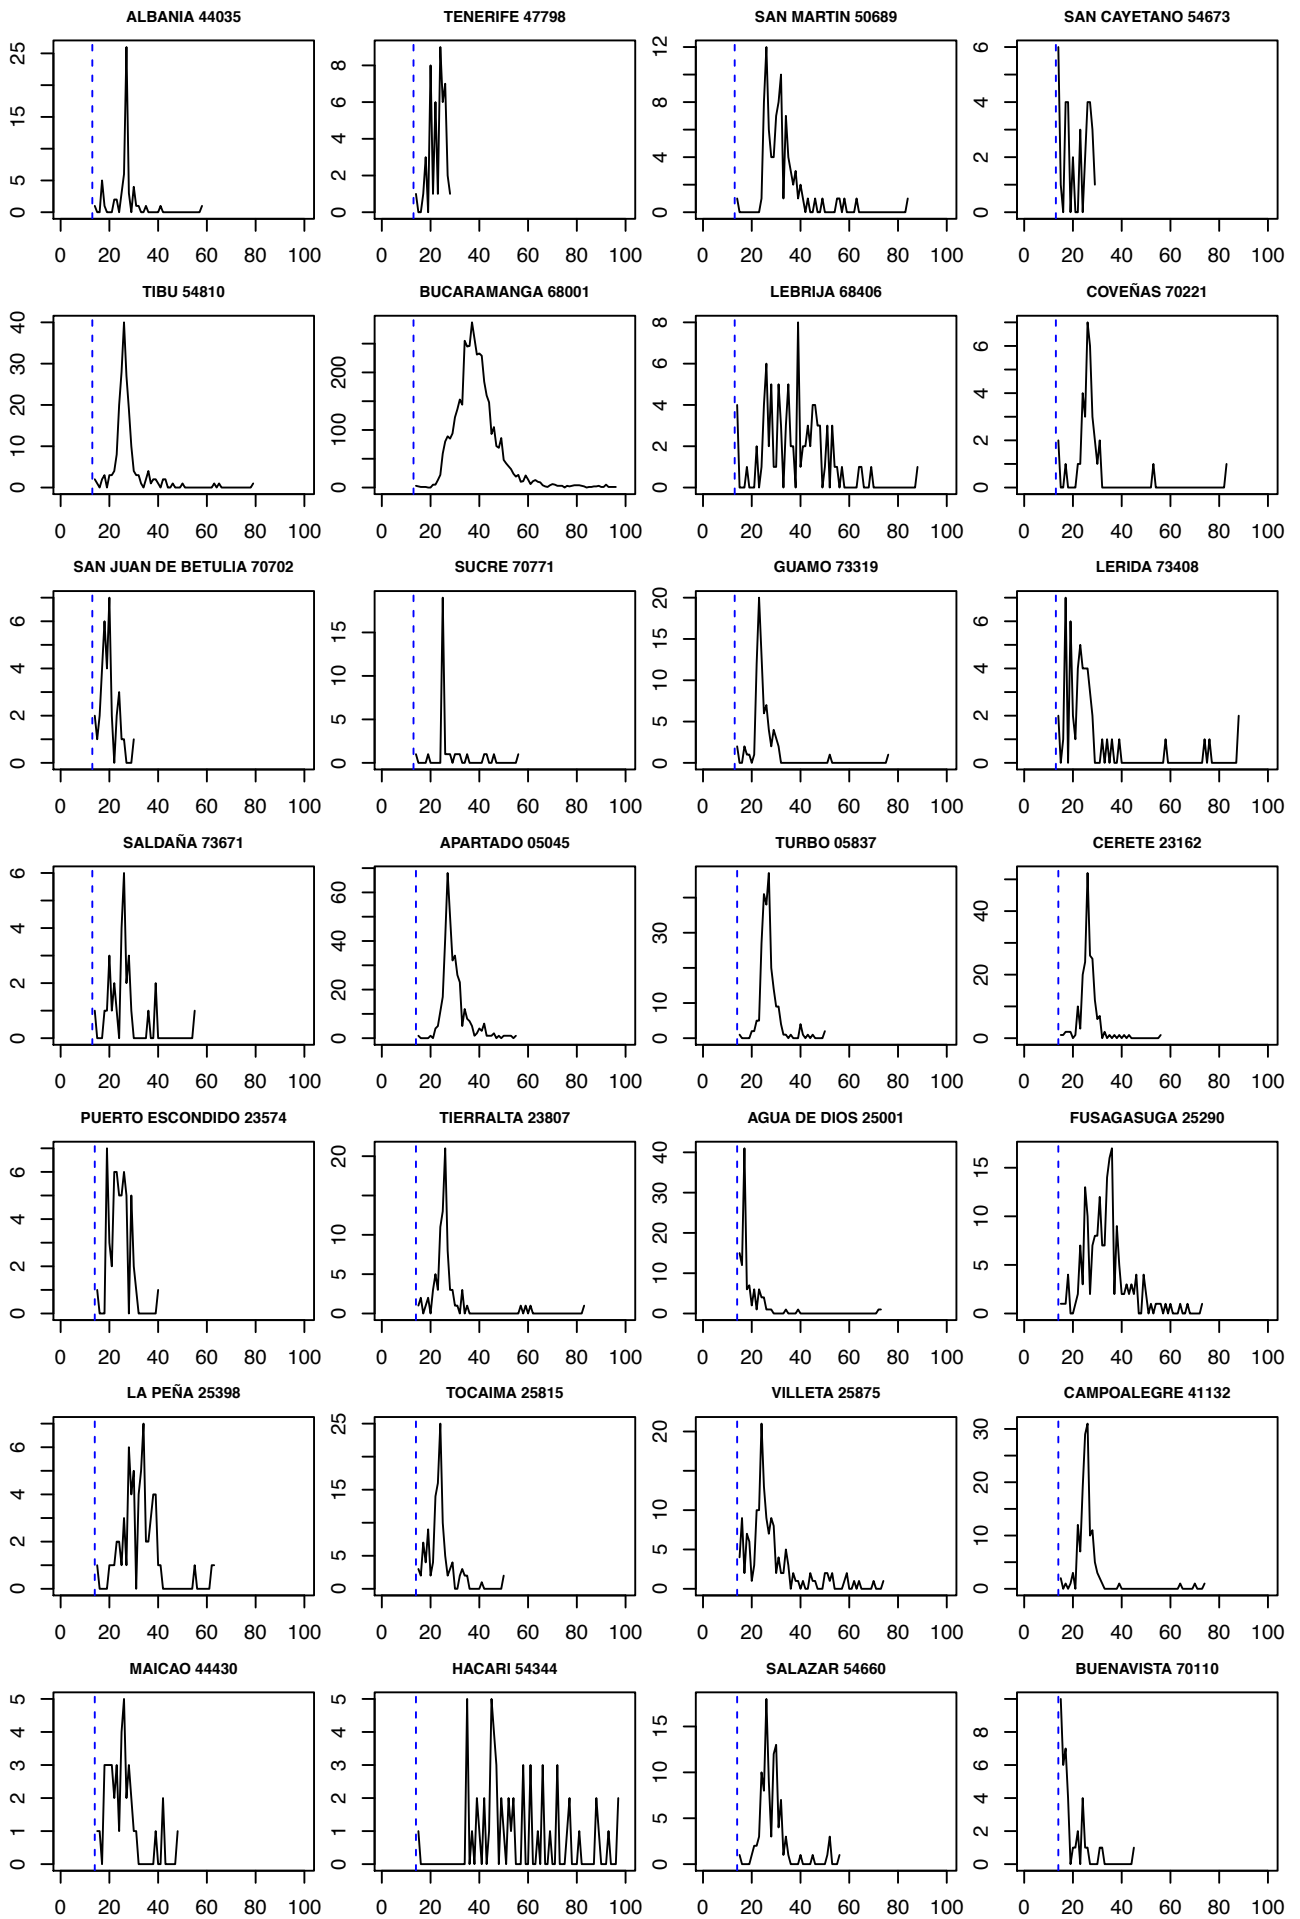 ALBANIA 44035
25
15
5
0
0 20 40 60 80 100
TENERIFE 47798
8
6
4
2
0
0 20 40 60 80 100
SAN MARTIN 50689
12
8
4
0
0 20 40 60 80 100
SAN CAYETANO 54673
6
4
2
0
0 20 40 60 80 100
TIBU 54810
40
30
20
10
0
0 20 40 60 80 100
BUCARAMANGA 68001
200
100
0
0 20 40 60 80 100
LEBRIJA 68406
8
6
4
2
0
0 20 40 60 80 100
COVEÑAS 70221
6
4
2
0
0 20 40 60 80 100
SAN JUAN DE BETULIA 70702
6
4
2
0
0 20 40 60 80 100
SUCRE 70771
15
10
5
0
0 20 40 60 80 100
GUAMO 73319
20
15
10
5
0
0 20 40 60 80 100
LERIDA 73408
6
4
2
0
0 20 40 60 80 100
SALDAÑA 73671
6
4
2
0
0 20 40 60 80 100
APARTADO 05045
60
40
20
0
0 20 40 60 80 100
TURBO 05837
30
10
0
0 20 40 60 80 100
CERETE 23162
40
20
0
0 20 40 60 80 100
PUERTO ESCONDIDO 23574
6
4
2
0
0 20 40 60 80 100
TIERRALTA 23807
20
10
5
0
0 20 40 60 80 100
AGUA DE DIOS 25001
40
30
20
10
0
0 20 40 60 80 100
FUSAGASUGA 25290
15
10
5
0
0 20 40 60 80 100
LA PEÑA 25398
6
4
2
0
0 20 40 60 80 100
TOCAIMA 25815
25
15
5
0
0 20 40 60 80 100
VILLETA 25875
20
10
5
0
0 20 40 60 80 100
CAMPOALEGRE 41132
30
20
10
0
0 20 40 60 80 100
MAICAO 44430
5
4
3
2
1
0
0 20 40 60 80 100
HACARI 54344
5
4
3
2
1
0
0 20 40 60 80 100
SALAZAR 54660
15
10
5
0
0 20 40 60 80 100
BUENAVISTA 70110
8
6
4
2
0
0 20 40 60 80 100